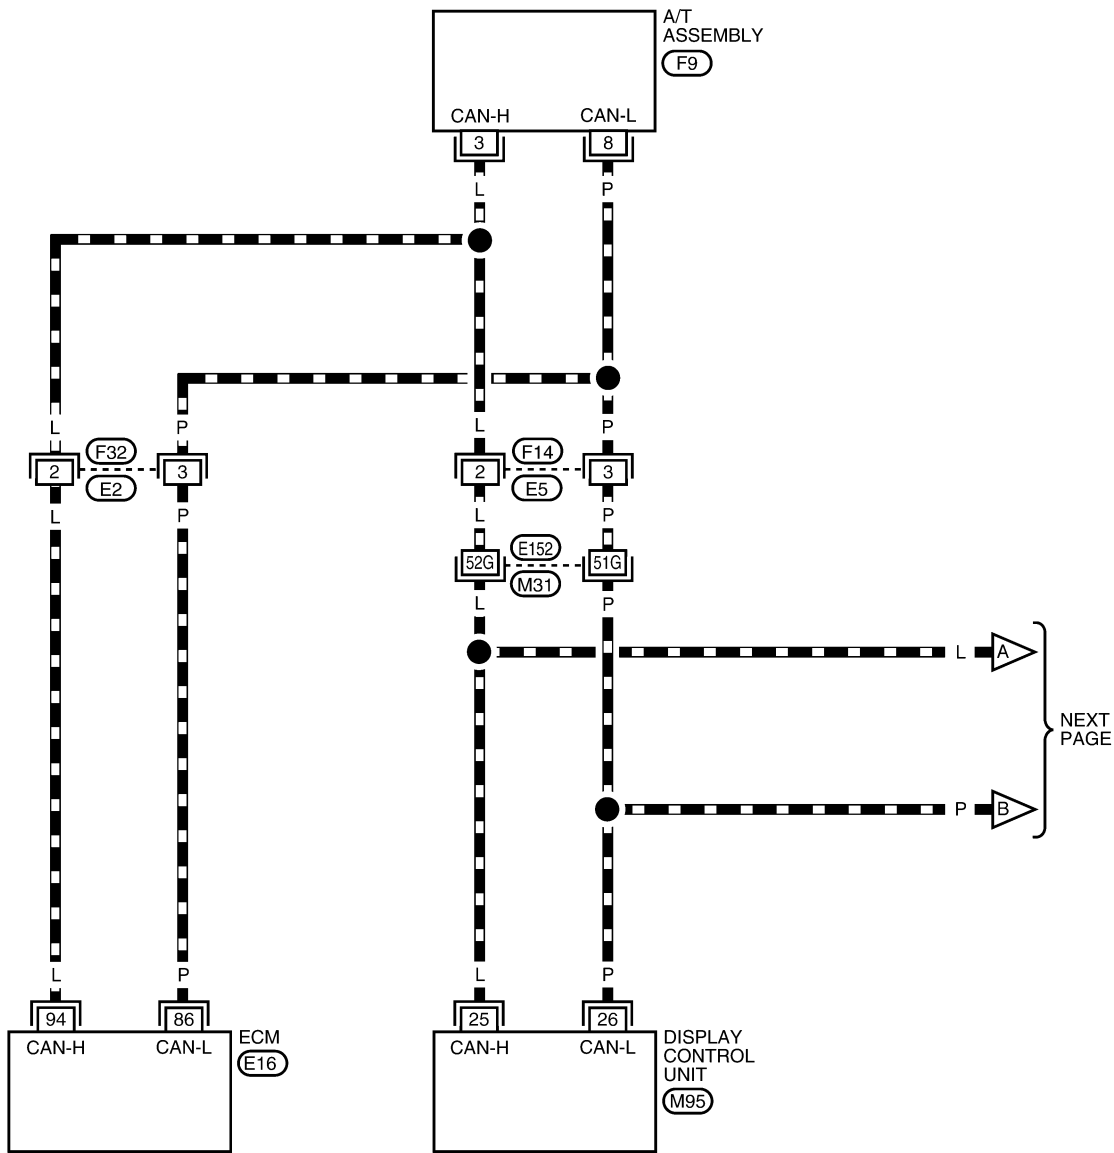 A/T
ASSEMBLY
F9
CAN-H CAN-L
3 8
L P
L P L P
2 F32 3 2 F14 3
E2 E5
L P L P
52G E152 51G
M31
L P
L A
NEXT
PAGE
P B
L P L P
94 86 25 26
CAN-H CAN-L CAN-H CAN-L
ECM
E16
DISPLAY
CONTROL
UNIT
M95